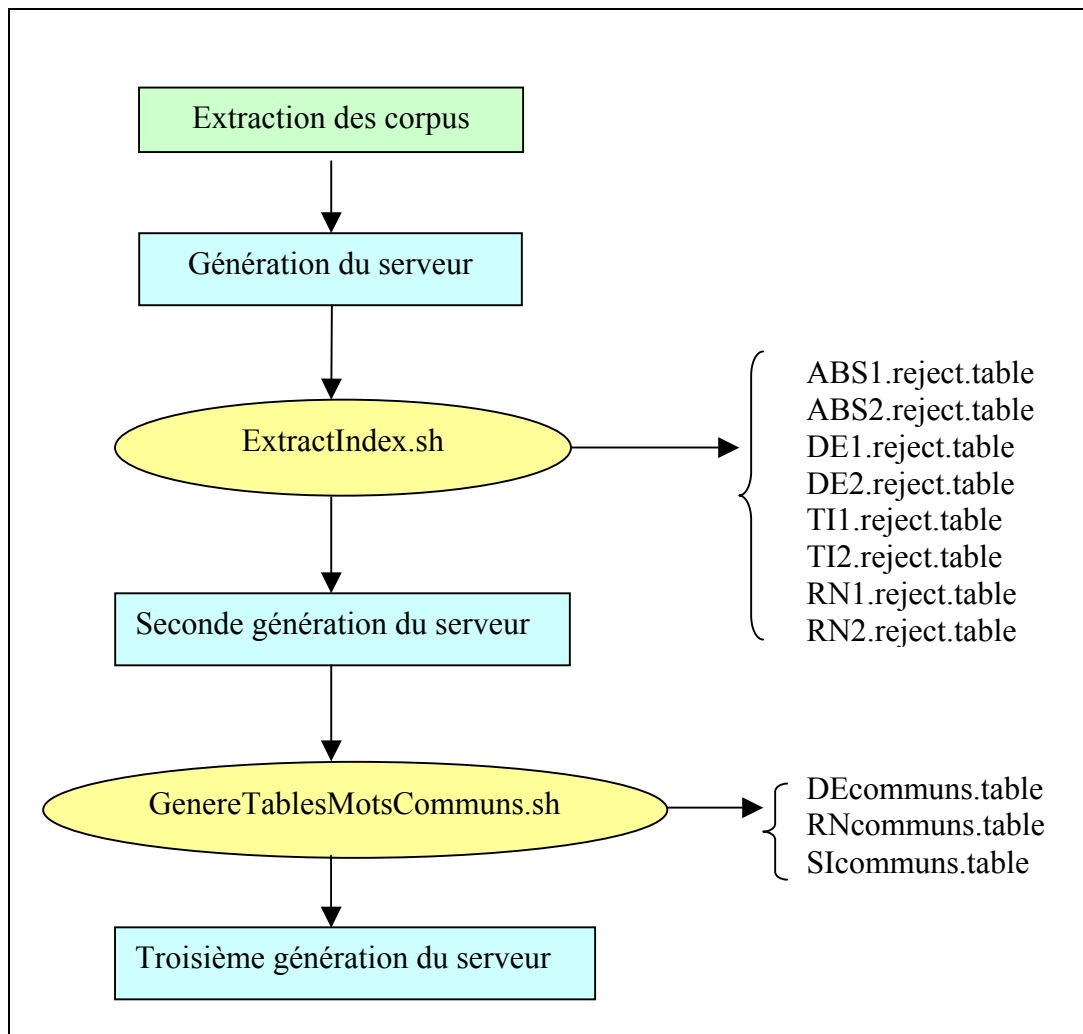 Extraction des corpus
Génération du serveur
ExtractIndex.sh
ABS1.reject.table
ABS2.reject.table
DE1.reject.table
DE2.reject.table
TI1.reject.table
TI2.reject.table
RN1.reject.table
RN2.reject.table
Seconde génération du serveur
GenereTablesMotsCommuns.sh
DEcommuns.table
RNcommuns.table
SIcommuns.table
Troisième génération du serveur